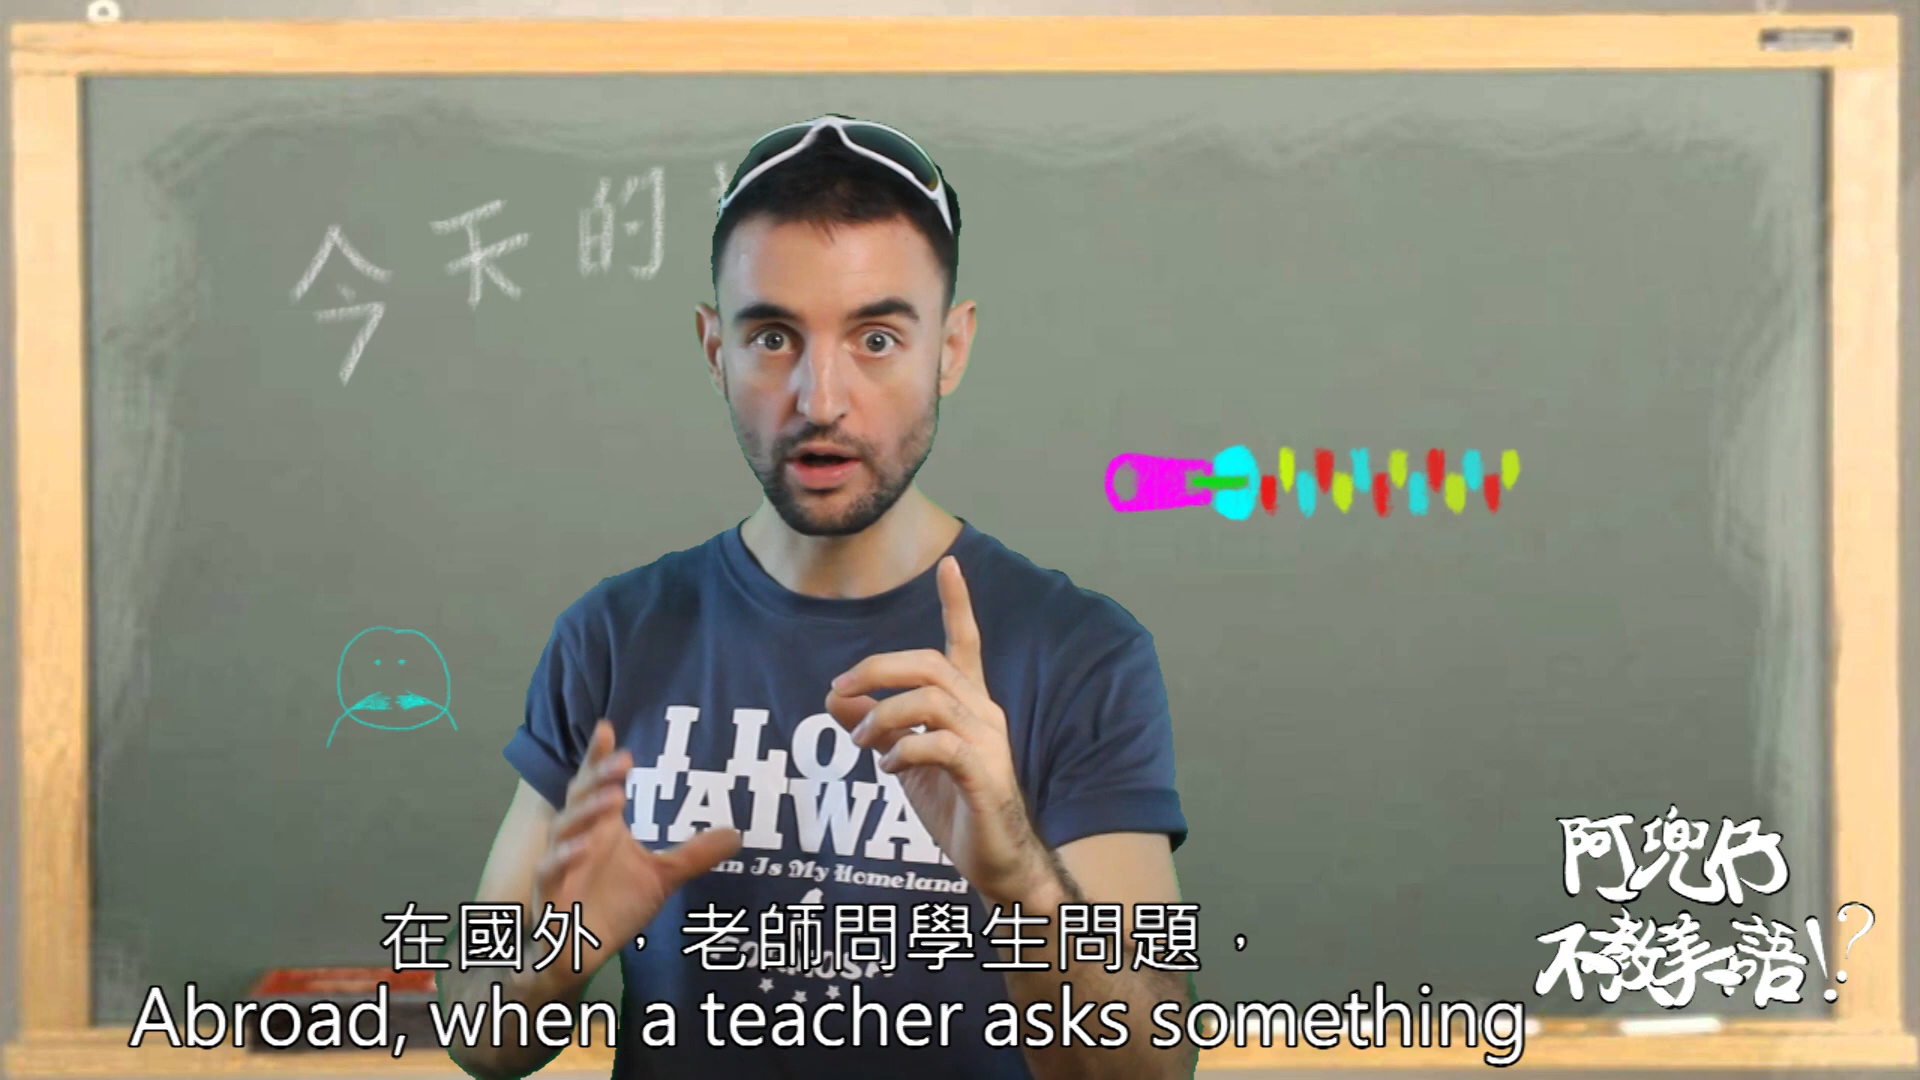 今天的
I LOV
TAIWA
n Is My Homeland
在國外，老師問學生問題，
Abroad, when a teacher asks something
阿兜仔
不教美語！？